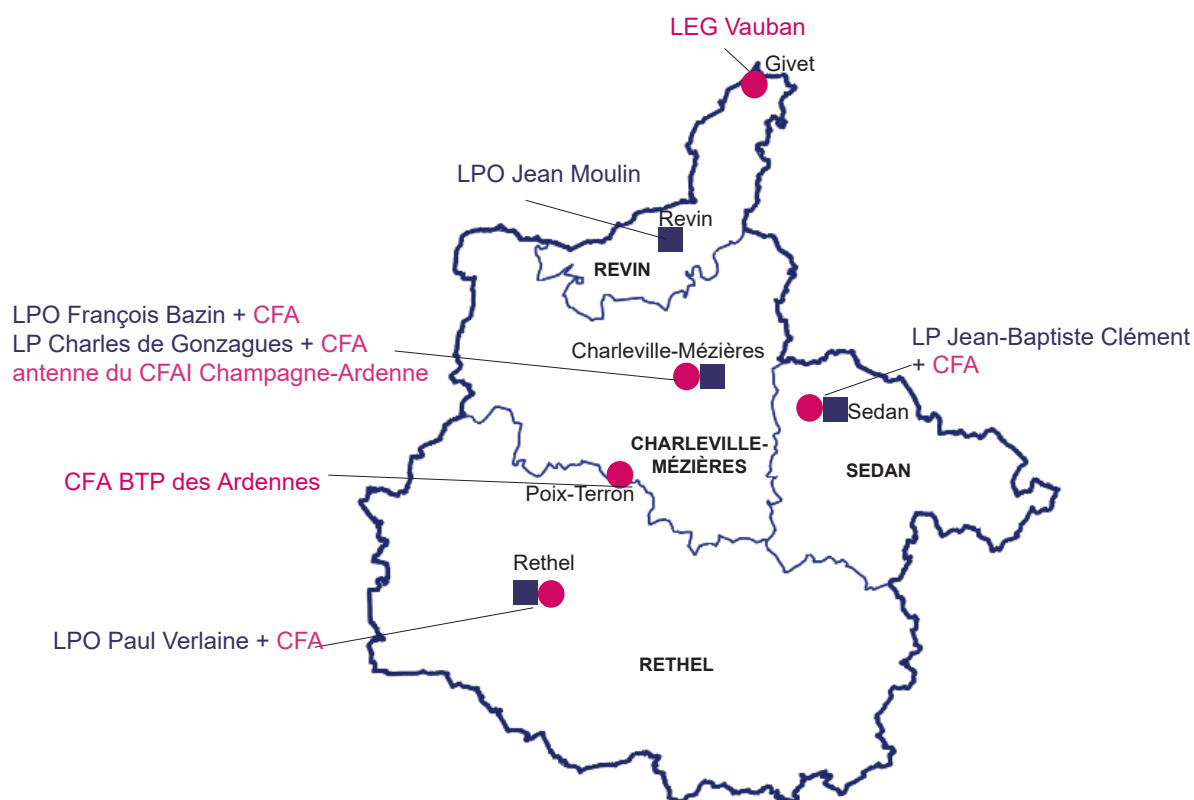 LEG Vauban
Givet
LPO Jean Moulin
Revin
REVIN
LPO François Bazin + CFA
LP Charles de Gonzagues + CFA
antenne du CFAI Champagne-Ardenne
Charleville-Mézières
LP Jean-Baptiste Clément
+ CFA
Sedan
CHARLEVILLE-
MÉZIÈRES
SEDAN
CFA BTP des Ardennes
Poix-Terron
Rethel
LPO Paul Verlaine + CFA
RETHEL